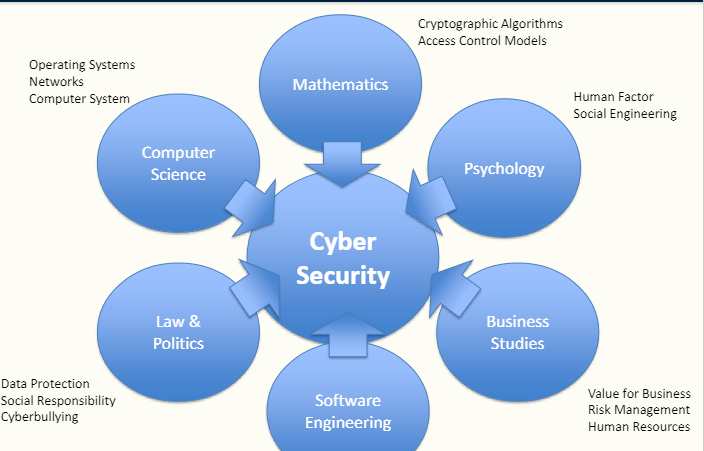 Cryptographic Algorithms
Access Control Models
Mathematics
Operating Systems
Networks
Computer System
Computer
Science
Human Factor
Social Engineering
Psychology
Cyber
Security
Law &
Politics
Data Protection
Social Responsibility
Cyberbullying
Business
Studies
Value for Business
Risk Management
Human Resources
Software
Engineering